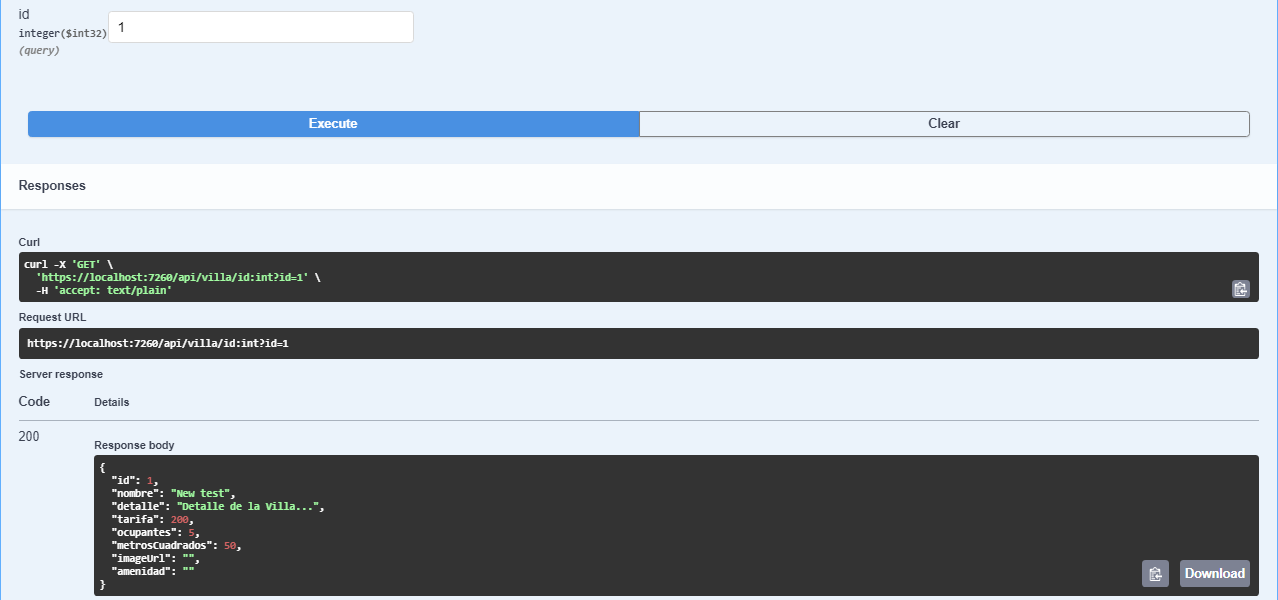 id
integer($int32)
(query)
1
Execute
Clear
Responses
Curl
curl -X 'GET' \
'https://localhost:7260/api/villa/id:int?id=1' \
-H 'accept: text/plain'
Request URL
https://localhost:7260/api/villa/id:int?id=1
Server response
Code Details
200
Response body
{
"id": 1,
"nombre": "New test",
"detalle": "Detalle de la Villa...",
"tarifa": 200,
"ocupantes": 5,
"metrosCuadrados": 50,
"imageUrl": "",
"amenidad": ""
}
Download